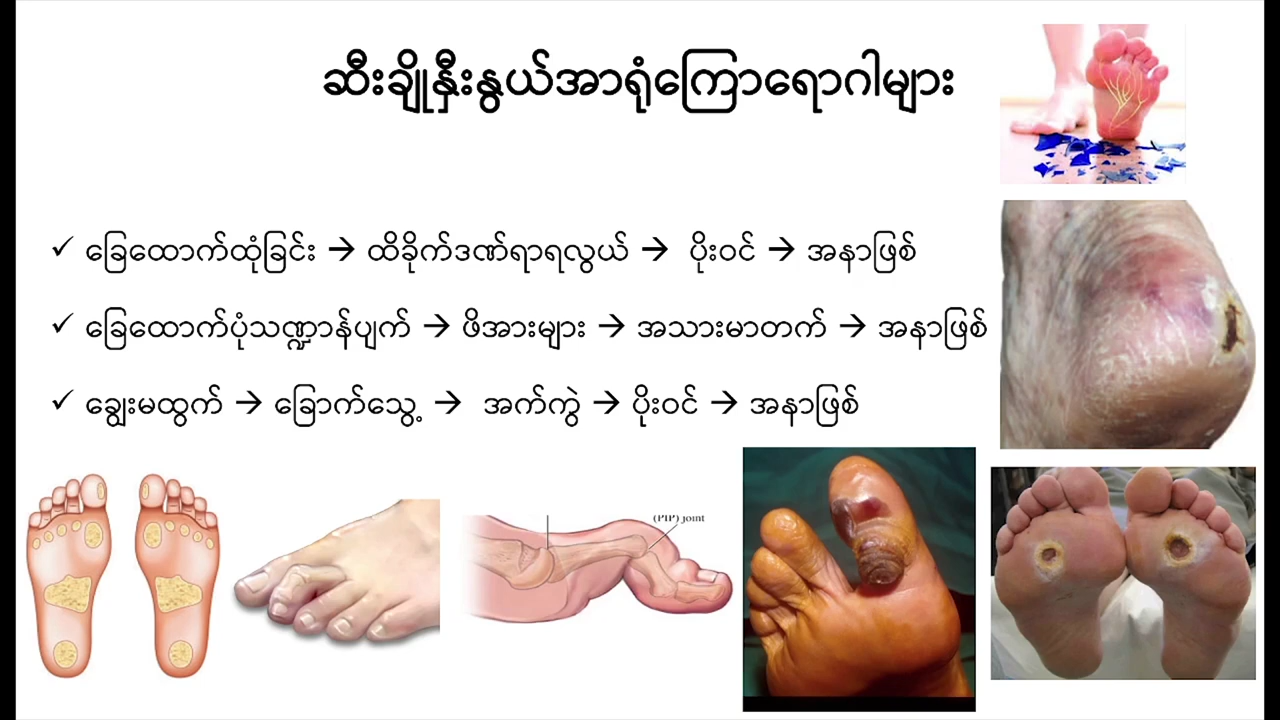 ဆီးချိုနှီးနွယ်အာရုံကြောရောဂါများ
✓ ခြေထောက်ထုံခြင်း → ထိခိုက်ဒဏ်ရာရလွယ် → ပိုးဝင် → အနာဖြစ်
✓ ခြေထောက်ပုံသဏ္ဍာန်ပျက် → ဖိအားများ → အသားမာတက် → အနာဖြစ်
✓ ချွေးမထွက် → ခြောက်သွေ့ → အက်ကွဲ → ပိုးဝင် → အနာဖြစ်
(PIP) joint